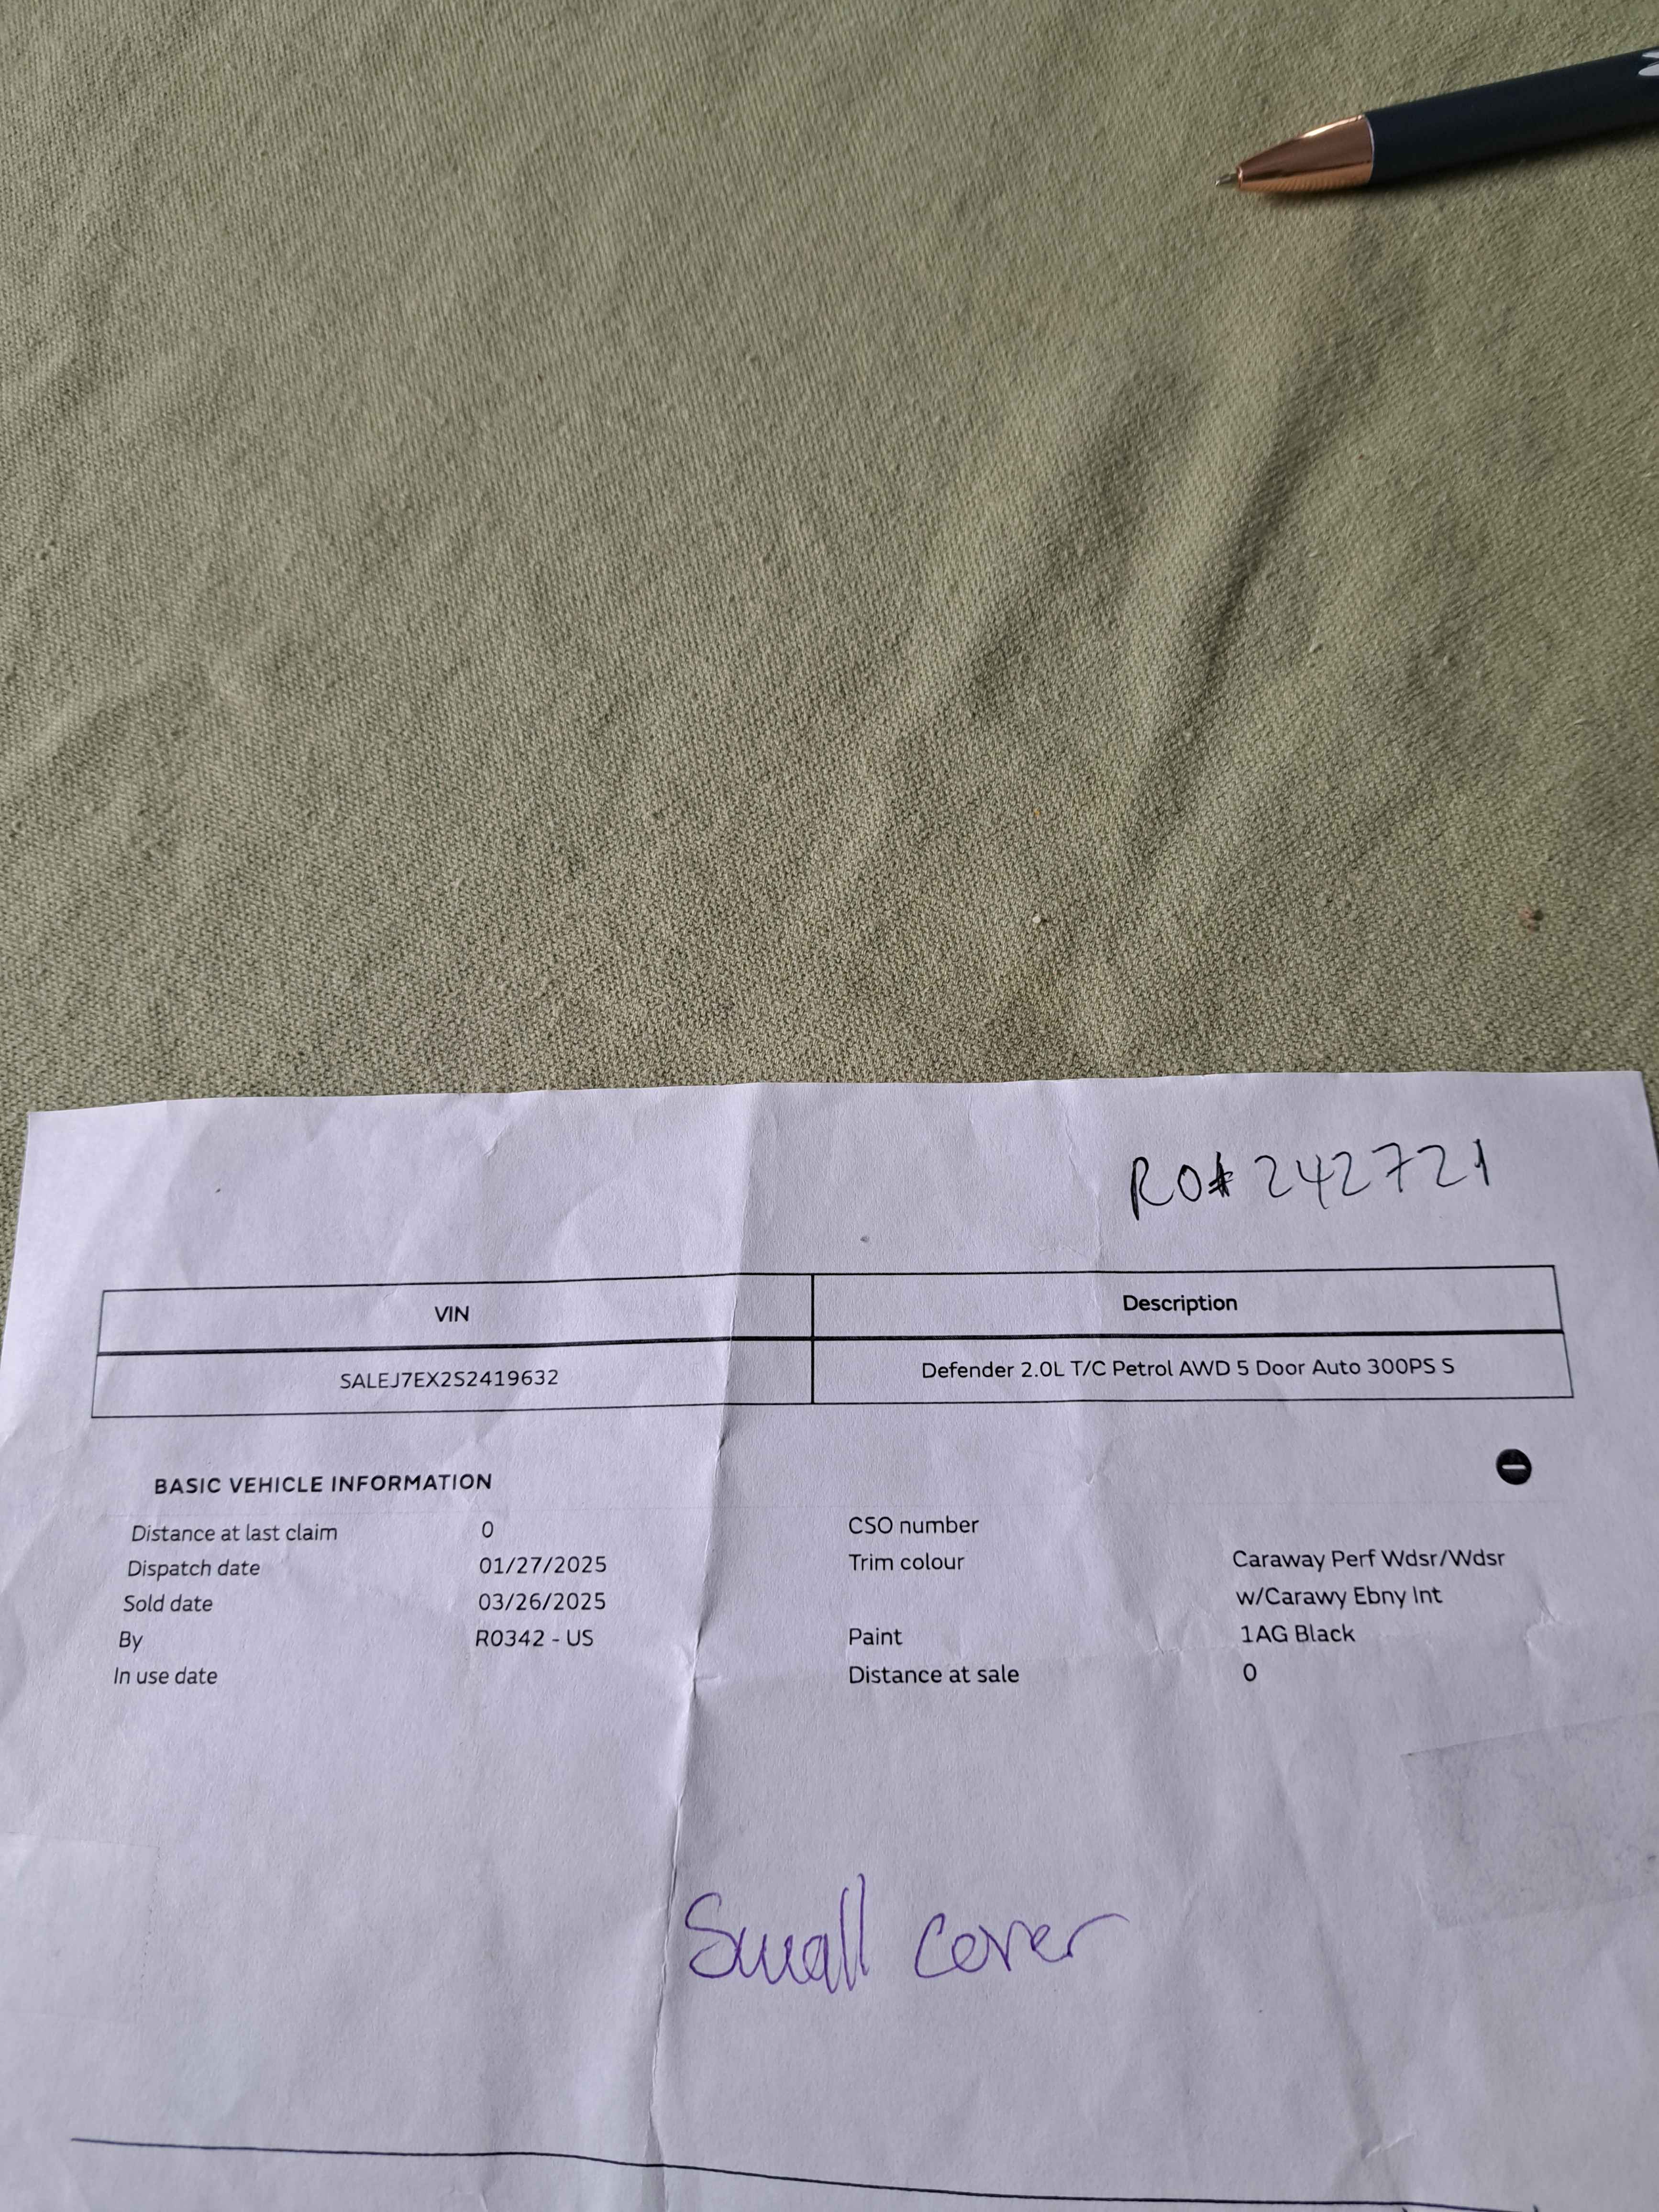 RO# 242721
VIN Description
SALEJ7EX2S2419632 Defender 2.0L T/C Petrol AWD 5 Door Auto 300PS S
BASIC VEHICLE INFORMATION
Distance at last claim 0 CSO number
Dispatch date 01/27/2025 Trim colour Caraway Perf Wdsr/Wdsr
Sold date 03/26/2025 w/Carawy Ebny Int
By R0342 - US Paint 1AG Black
In use date Distance at sale 0
Small cover